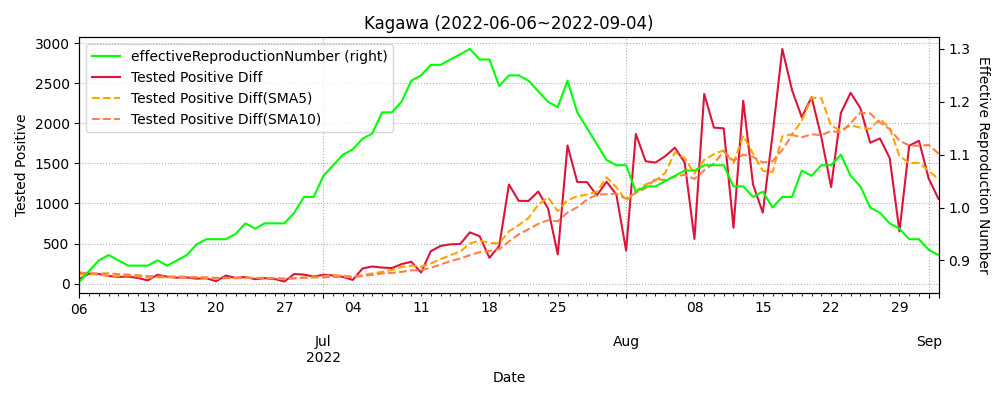 Kagawa (2022-06-06~2022-09-04)
effectiveReproductionNumber (right)
Tested Positive Diff
Tested Positive Diff(SMA5)
Tested Positive Diff(SMA10)
Tested Positive
3000
2500
2000
1500
1000
500
0
1.3
1.2
1.1
1.0
0.9
Effective Reproduction Number
06 13 20 27 04 11 18 25 08 15 22 29
Jul Aug Sep
2022
Date